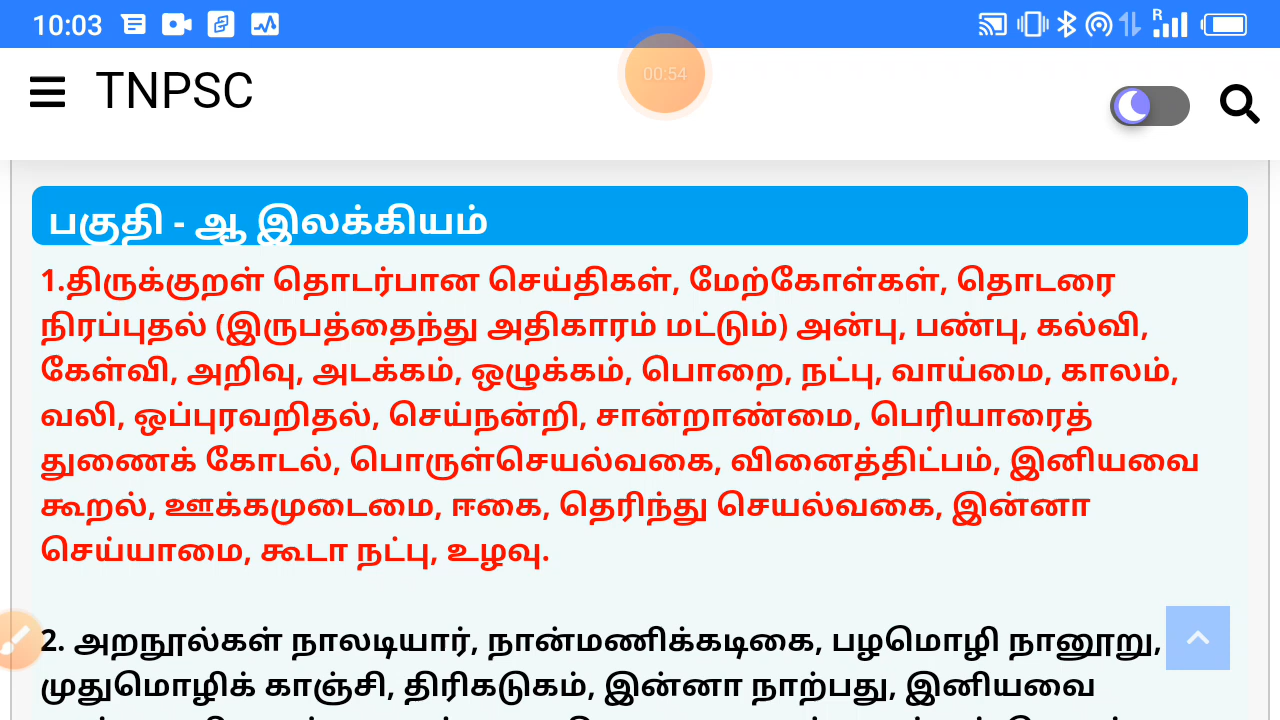 10:03
R
TNPSC
00:54
பகுதி - ஆ இலக்கியம்
1.திருக்குறள் தொடர்பான செய்திகள், மேற்கோள்கள், தொடரை
நிரப்புதல் (இருபத்தைந்து அதிகாரம் மட்டும்) அன்பு, பண்பு, கல்வி,
கேள்வி, அறிவு, அடக்கம், ஒழுக்கம், பொறை, நட்பு, வாய்மை, காலம்,
வலி, ஒப்புரவறிதல், செய்நன்றி, சான்றாண்மை, பெரியாரைத்
துணைக் கோடல், பொருள்செயல்வகை, வினைத்திட்பம், இனியவை
கூறல், ஊக்கமுடைமை, ஈகை, தெரிந்து செயல்வகை, இன்னா
செய்யாமை, கூடா நட்பு, உழவு.
2. அறநூல்கள் நாலடியார், நான்மணிக்கடிகை, பழமொழி நானூறு,
முதுமொழிக் காஞ்சி, திரிகடுகம், இன்னா நாற்பது, இனியவை